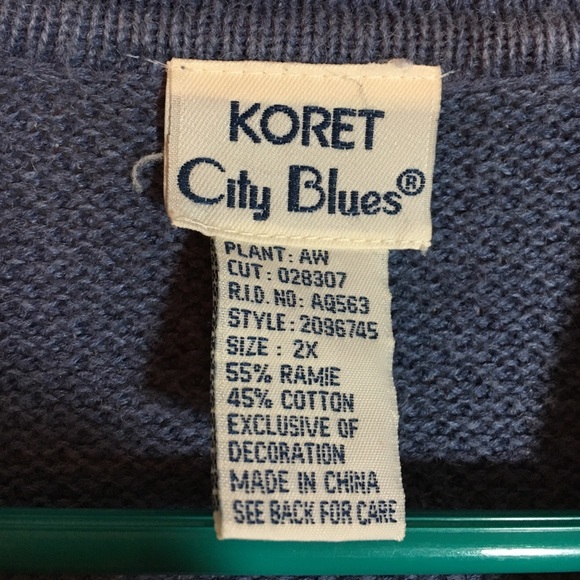 KORET
City Blues®
PLANT: AW
CUT: 028307
R.I.D. NO: AQ563
STYLE: 2096745
SIZE: 2X
55% RAMIE
45% COTTON
EXCLUSIVE OF
DECORATION
MADE IN CHINA
SEE BACK FOR CARE